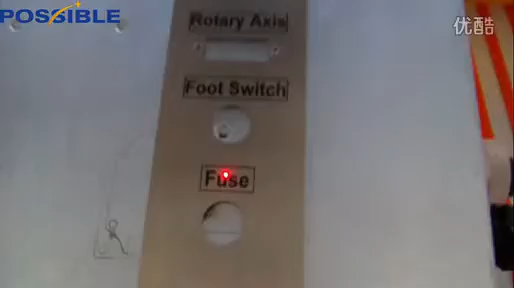 POSSIBLE
优酷
Rotary Axis
Foot Switch
Fuse